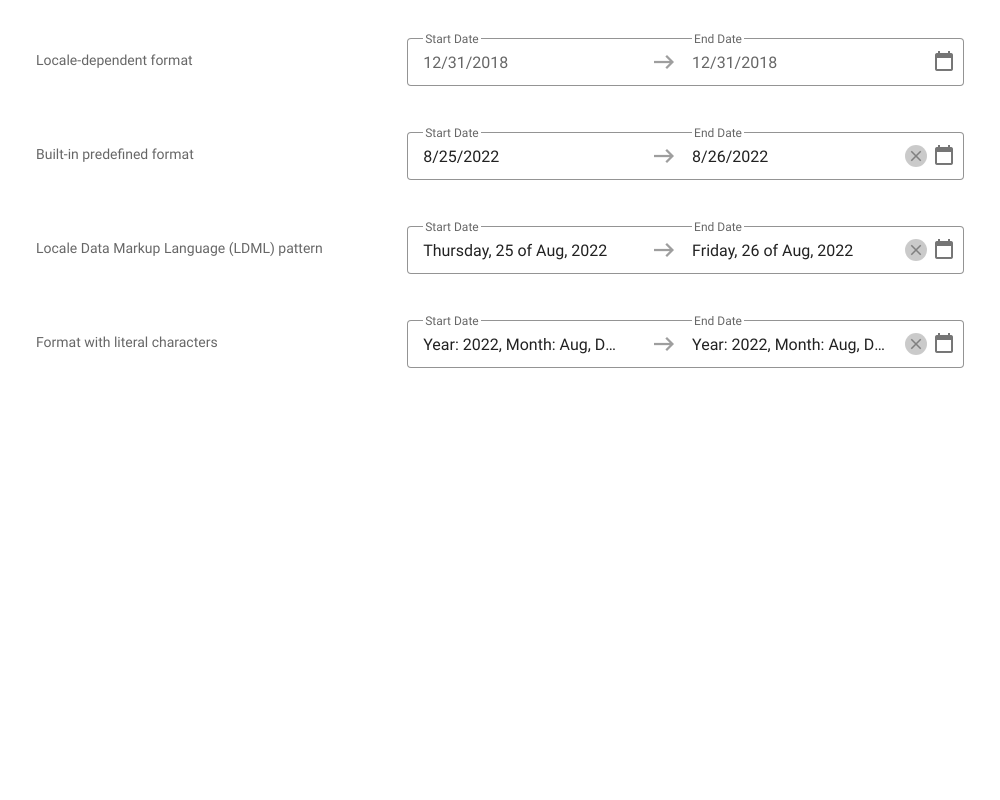 Start Date End Date
Locale-dependent format 12/31/2018 12/31/2018
Start Date End Date
Built-in predefined format 8/25/2022 8/26/2022
Start Date End Date
Locale Data Markup Language (LDML) pattern Thursday, 25 of Aug, 2022 Friday, 26 of Aug, 2022
Start Date End Date
Format with literal characters Year: 2022, Month: Aug, D... Year: 2022, Month: Aug, D...